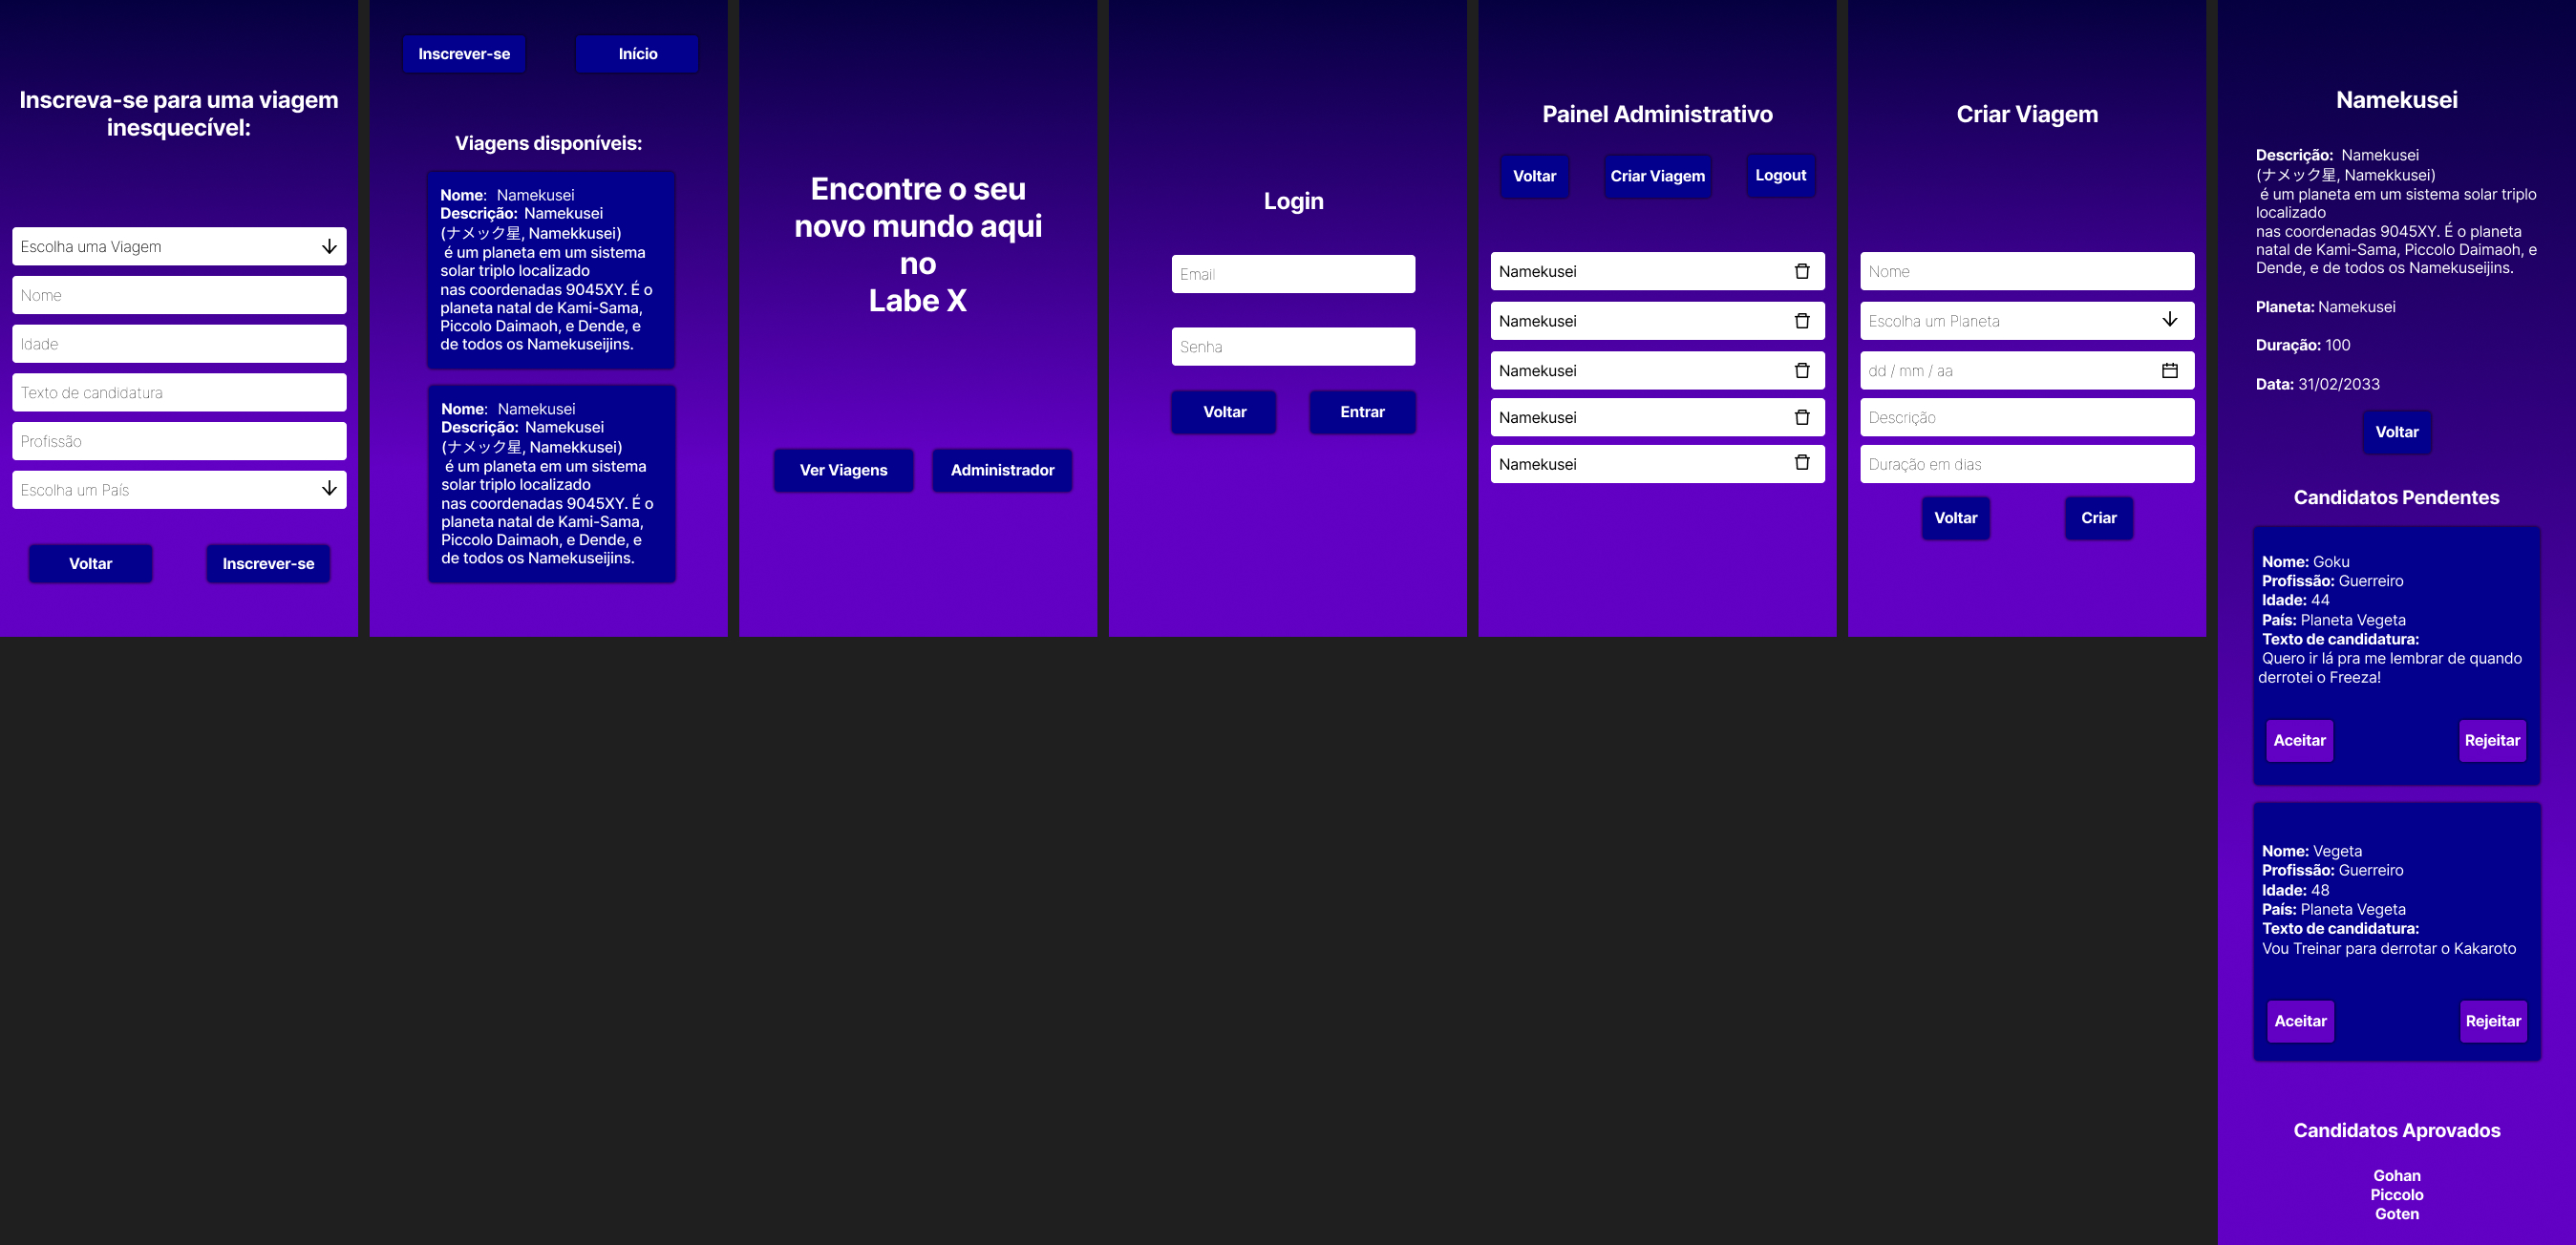 Inscreva-se para uma viagem
inesquecível:
Escolha uma Viagem
Nome
Idade
Texto de candidatura
Profissão
Escolha um País
Voltar
Inscrever-se
Inscrever-se
Início
Viagens disponíveis:
Nome: Namekusei
Descrição: Namekusei
(ナメック星, Namekkusei)
é um planeta em um sistema
solar triplo localizado
nas coordenadas 9045XY. É o
planeta natal de Kami-Sama,
Piccolo Daimaoh, e Dende, e
de todos os Namekuseijins.
Nome: Namekusei
Descrição: Namekusei
(ナメック星, Namekkusei)
é um planeta em um sistema
solar triplo localizado
nas coordenadas 9045XY. É o
planeta natal de Kami-Sama,
Piccolo Daimaoh, e Dende, e
de todos os Namekuseijins.
Encontre o seu
novo mundo aqui
no
Labe X
Ver Viagens
Administrador
Login
Email
Senha
Voltar
Entrar
Painel Administrativo
Voltar
Criar Viagem
Logout
Namekusei
Namekusei
Namekusei
Namekusei
Namekusei
Criar Viagem
Nome
Escolha um Planeta
dd / mm / aa
Descrição
Duração em dias
Voltar
Criar
Namekusei
Descrição: Namekusei
(ナメック星, Namekkusei)
é um planeta em um sistema solar triplo
localizado
nas coordenadas 9045XY. É o planeta
natal de Kami-Sama, Piccolo Daimaoh, e
Dende, e de todos os Namekuseijins.
Planeta: Namekusei
Duração: 100
Data: 31/02/2033
Voltar
Candidatos Pendentes
Nome: Goku
Profissão: Guerreiro
Idade: 44
País: Planeta Vegeta
Texto de candidatura:
Quero ir lá pra me lembrar de quando
derrotei o Freeza!
Aceitar
Rejeitar
Nome: Vegeta
Profissão: Guerreiro
Idade: 48
País: Planeta Vegeta
Texto de candidatura:
Vou Treinar para derrotar o Kakaroto
Aceitar
Rejeitar
Candidatos Aprovados
Gohan
Piccolo
Goten